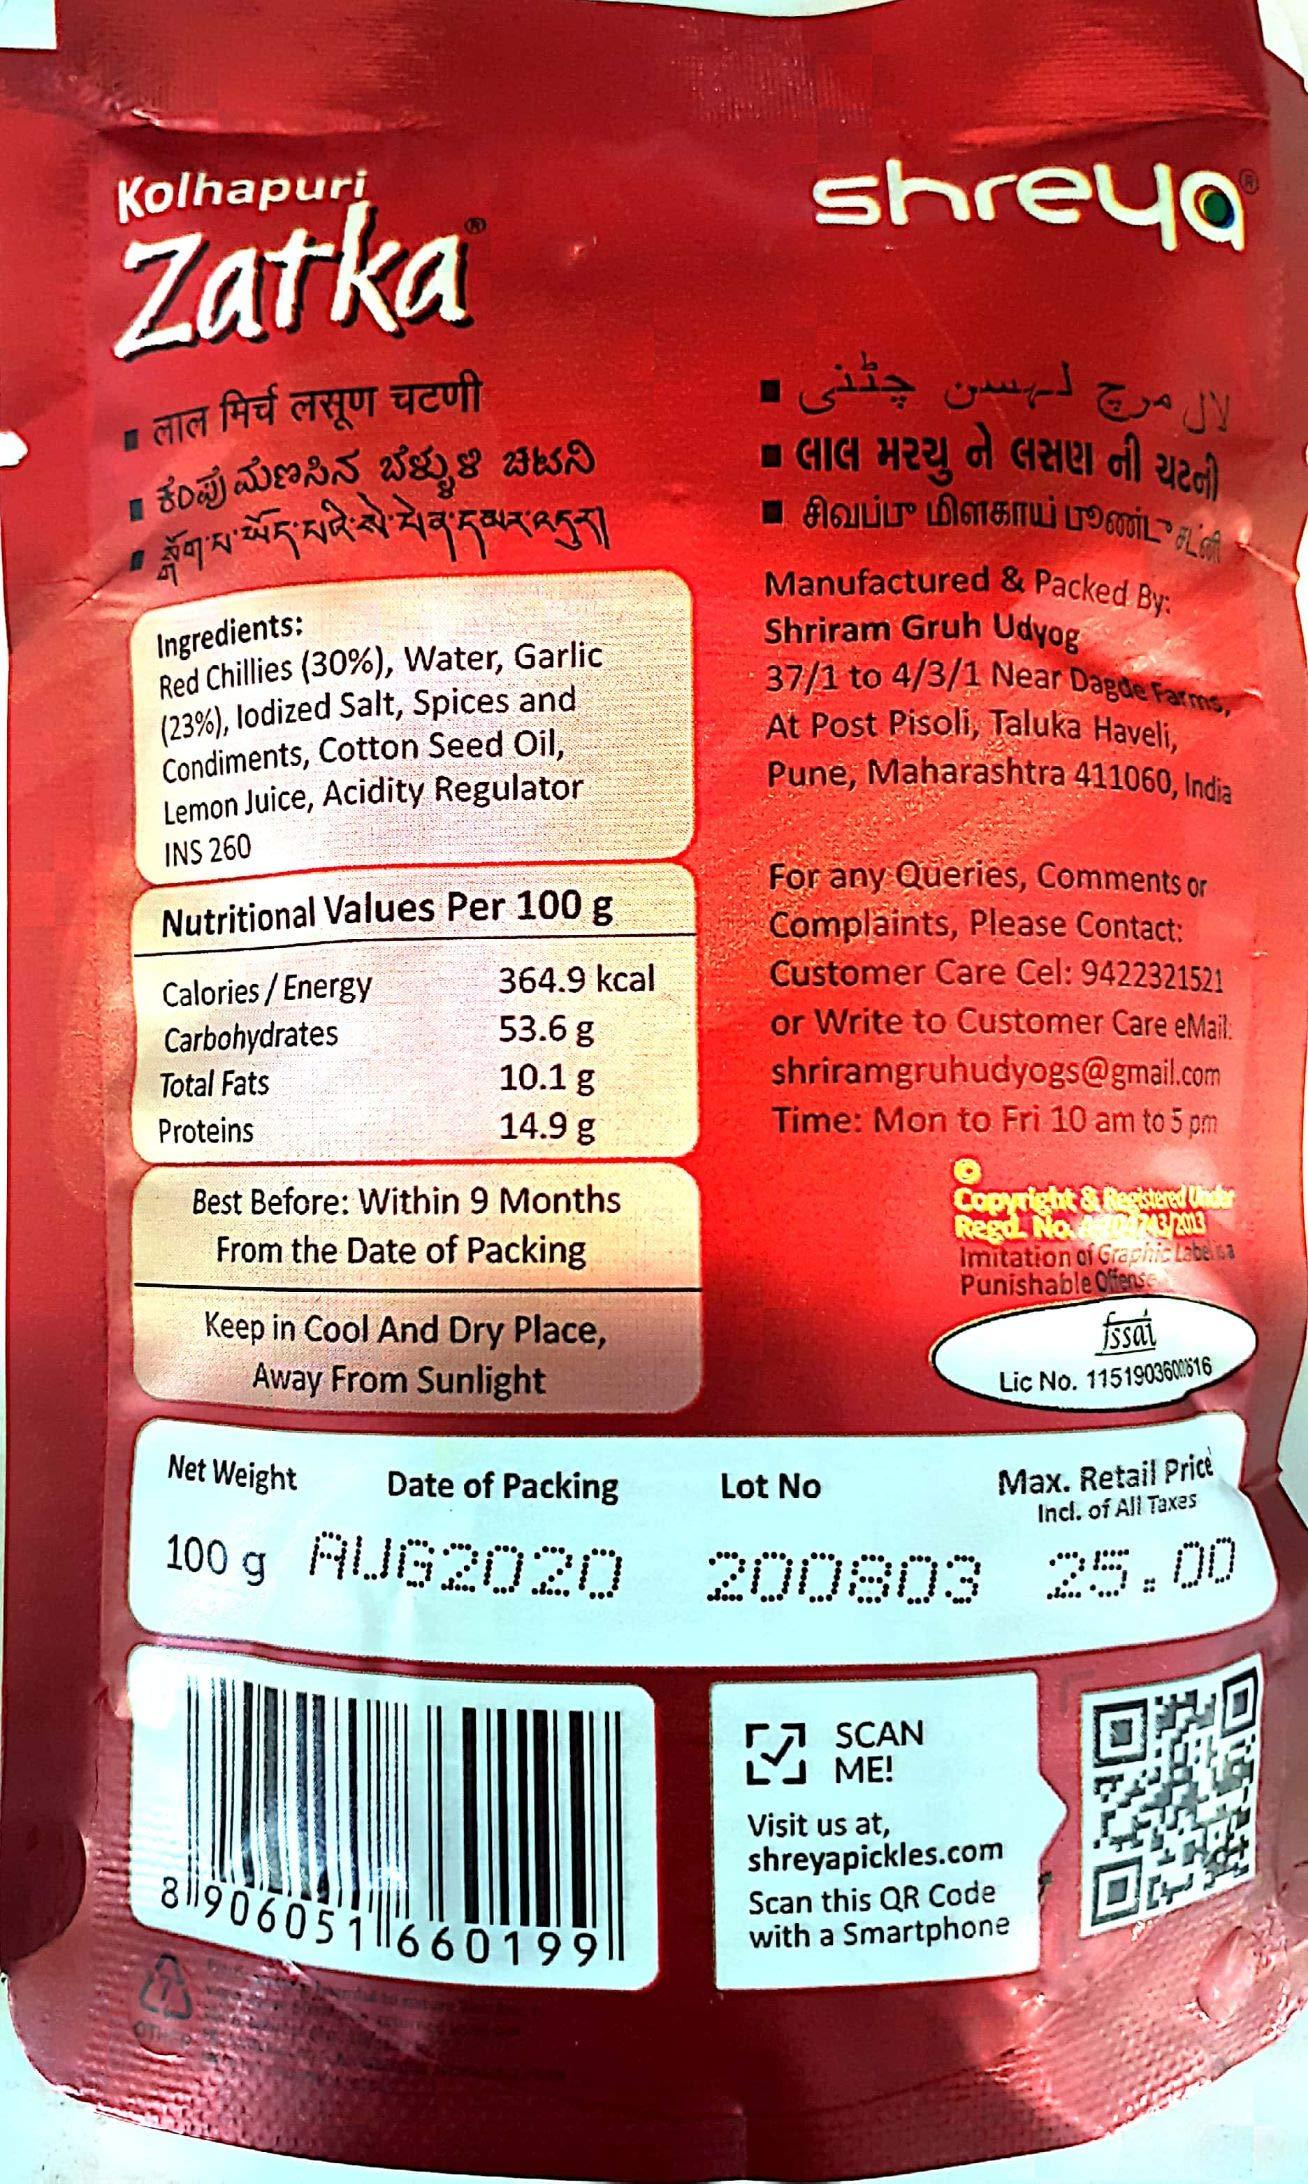 Kolhapuri
Zatka®
shreya®
▪ लाल मिर्च लसूण चटणी
▪ ಕೆಂಪು ಮೆಣಸಿನ ಬೆಳ್ಳುಳಿ ಚಟನಿ
▪ لال مرچ لہسن چٹنی
▪ લાલ મરચુ ને લસણ ની ચટની
▪ சிவப்பு மிளகாய் பூண்டு சட்னி
Ingredients:
Red Chillies (30%), Water, Garlic
(23%), Iodized Salt, Spices and
Condiments, Cotton Seed Oil,
Lemon Juice, Acidity Regulator
INS 260
Nutritional Values Per 100 g
Calories / Energy 364.9 kcal
Carbohydrates 53.6 g
Total Fats 10.1 g
Proteins 14.9 g
Best Before: Within 9 Months
From the Date of Packing
Keep in Cool And Dry Place,
Away From Sunlight
Manufactured & Packed By:
Shriram Gruh Udyog
37/1 to 4/3/1 Near Dagde Farms,
At Post Pisoli, Taluka Haveli,
Pune, Maharashtra 411060, India
For any Queries, Comments or
Complaints, Please Contact:
Customer Care Cel: 9422321521
or Write to Customer Care eMail:
shriramgruhudyogs@gmail.com
Time: Mon to Fri 10 am to 5 pm
©
Copyright & Registered Under
Regd. No.
Imitation of Graphic Label is a
Punishable Offense
fssai
Lic No.
Net Weight Date of Packing Lot No Max. Retail Price
Incl. of All Taxes
100 g AUG2020 200803 25.00
8 906051 660199
SCAN
ME!
Visit us at,
shreyapickles.com
Scan this QR Code
with a Smartphone
7